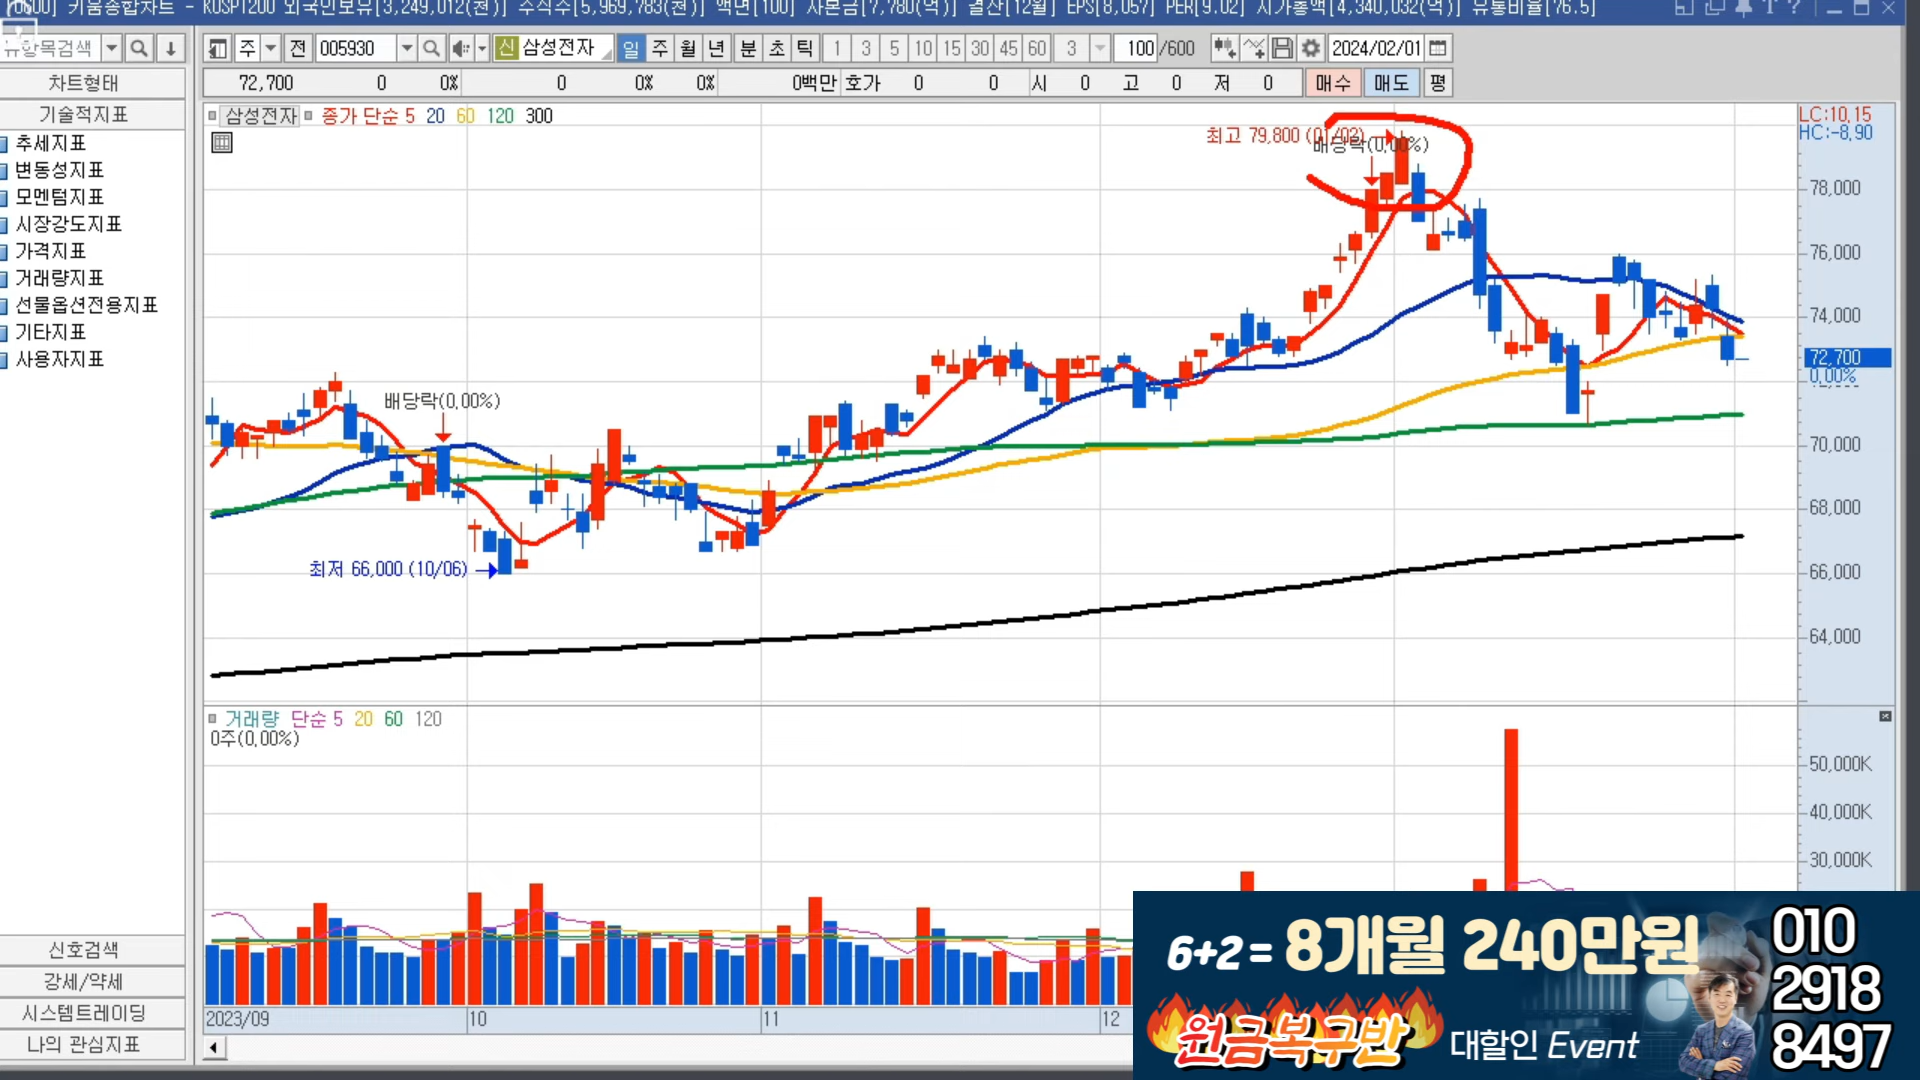 [0600] 키움종합차트 - KOSPI200 외국인보유[3,249,012(천)] 주식수[5,969,783(천)] 액면[100] 자본금[7,780(억)] 결산[12월] EPS[8,057] PER[9.02] 시가총액[4,340,032(억)] 유통비율[76.5]
주 전 005930 신 삼성전자 일 주 월 년 분 초 틱 1 3 5 10 15 30 45 60 3 100 /600 2024/02/01
72,700 0 0% 0 0% 0% 0백만 호가 0 0 시 0 고 0 저 0 매수 매도 평
차트형태
기술적지표
추세지표
변동성지표
모멘텀지표
시장강도지표
가격지표
거래량지표
선물옵션전용지표
기타지표
사용자지표
신호검색
강세/약세
시스템트레이딩
나의 관심지표
삼성전자 종가 단순 5 20 60 120 300
최고 79,800 (01/02)
배당락(0,00%)
배당락(0,00%)
최저 66,000 (10/06)
LC:10,15
HC:-8,90
78,000
76,000
74,000
72,700
0,00%
70,000
68,000
66,000
64,000
거래량 단순 5 20 60 120
0주(0,00%)
50,000K
40,000K
30,000K
2023/09 10 11 12
6+2 = 8개월 240만원
원금복구반 대할인 Event
010
2918
8497